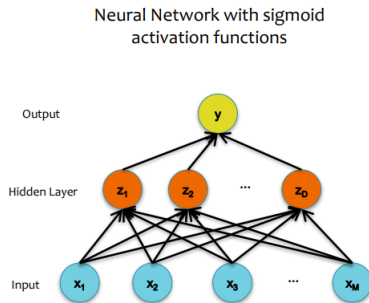 Neural Network with sigmoid
activation functions
Output
y
Hidden Layer
z1 z2 ... zD
Input
x1 x2 x3 ... xM